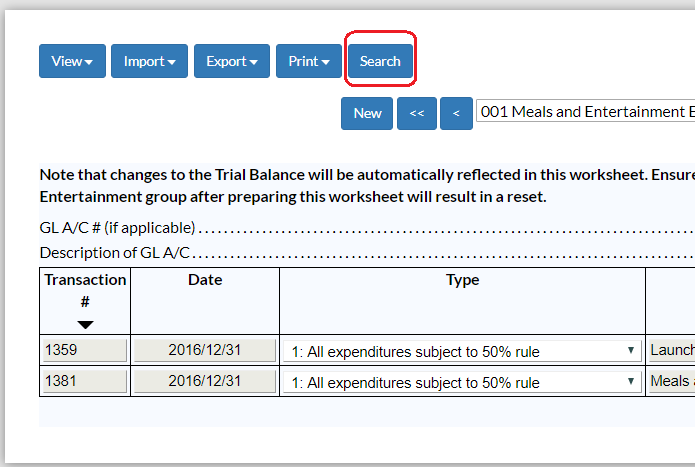 View Import Export Print Search
New << < 001 Meals and Entertainment E
Note that changes to the Trial Balance will be automatically reflected in this worksheet. Ensure
Entertainment group after preparing this worksheet will result in a reset.
GL A/C # (if applicable)
Description of GL A/C
Transaction # Date Type
1359 2016/12/31 1: All expenditures subject to 50% rule Launch
1381 2016/12/31 1: All expenditures subject to 50% rule Meals a